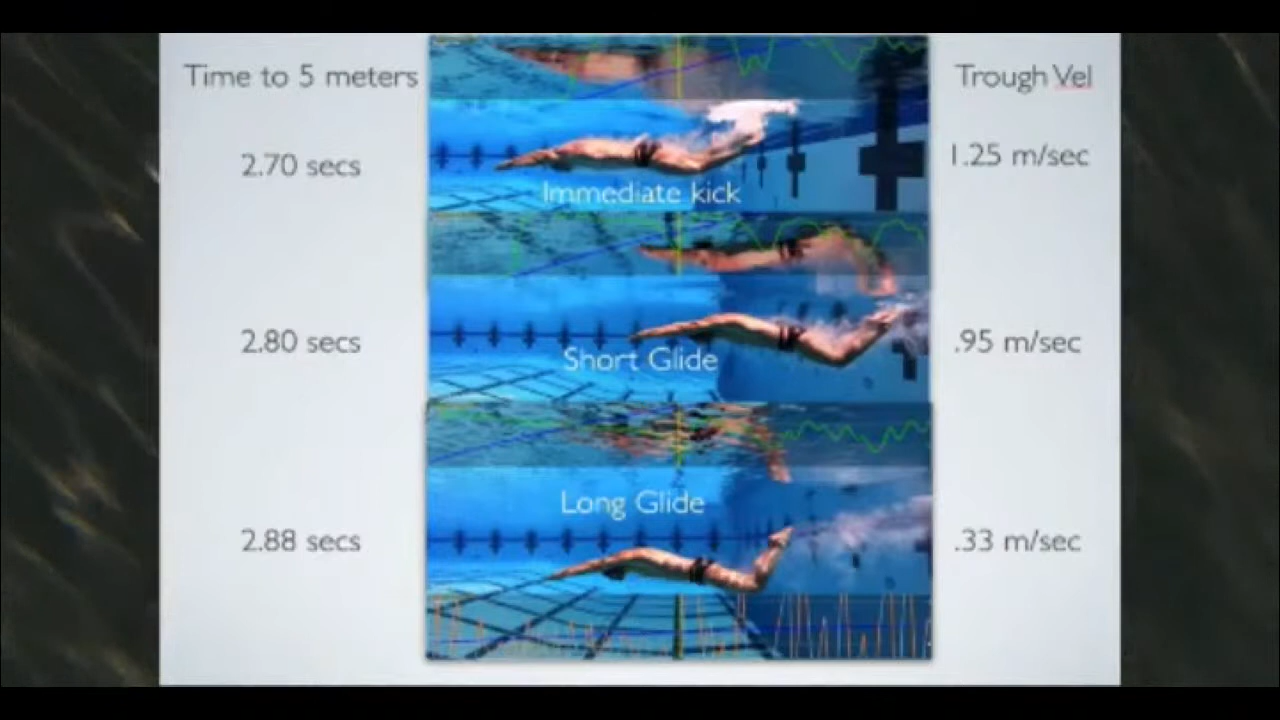 Time to 5 meters
Trough Vel
2.70 secs
1.25 m/sec
Immediate kick
2.80 secs
.95 m/sec
Short Glide
Long Glide
2.88 secs
.33 m/sec